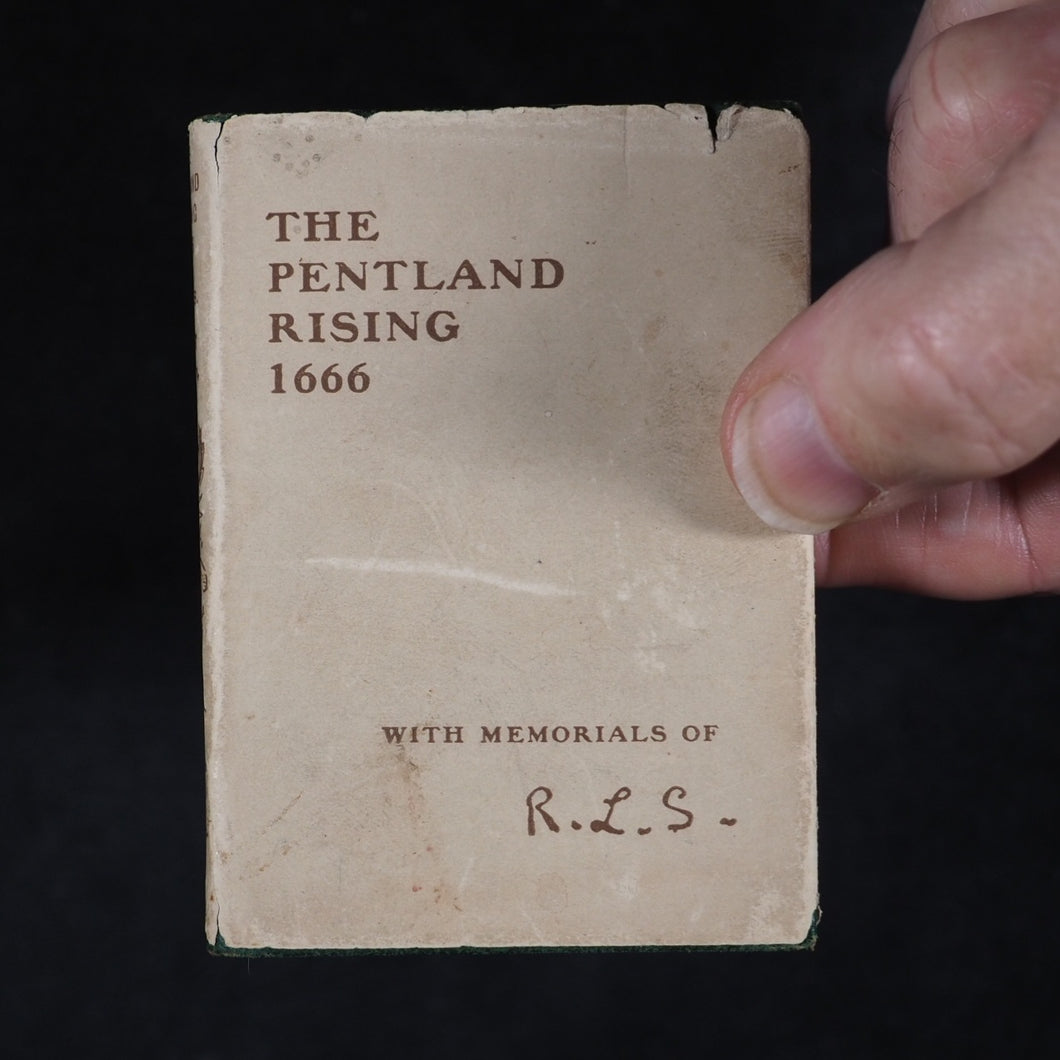 THE
PENTLAND
RISING
1666
WITH MEMORIALS OF
R.L.S.